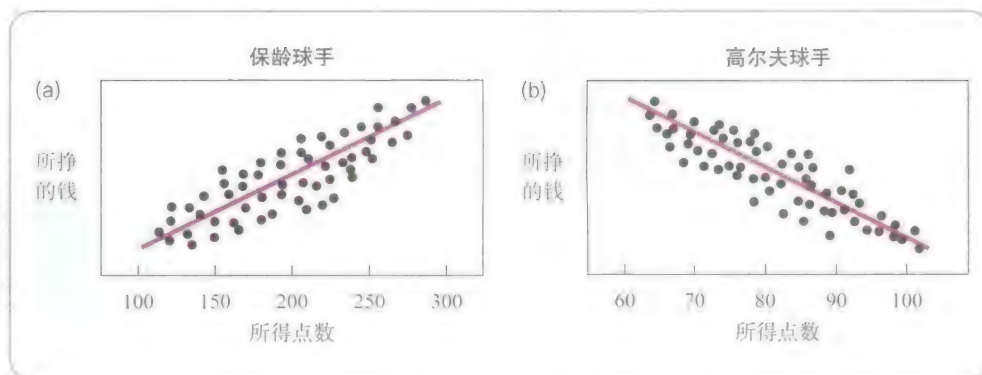 保龄球手
(a)
所挣
的钱
100 150 200 250 300
所得点数
高尔夫球手
(b)
所挣
的钱
60 70 80 90 100
所得点数